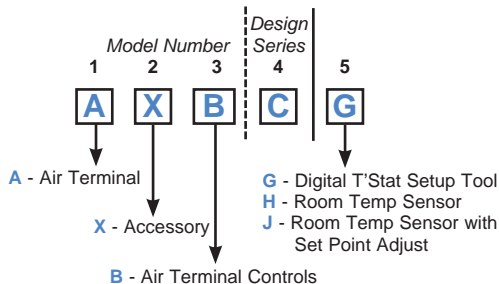 Design
Model Number Series
1 2 3 4 5
A X B C G
A - Air Terminal
G - Digital T'Stat Setup Tool
H - Room Temp Sensor
X - Accessory
J - Room Temp Sensor with
Set Point Adjust
B - Air Terminal Controls